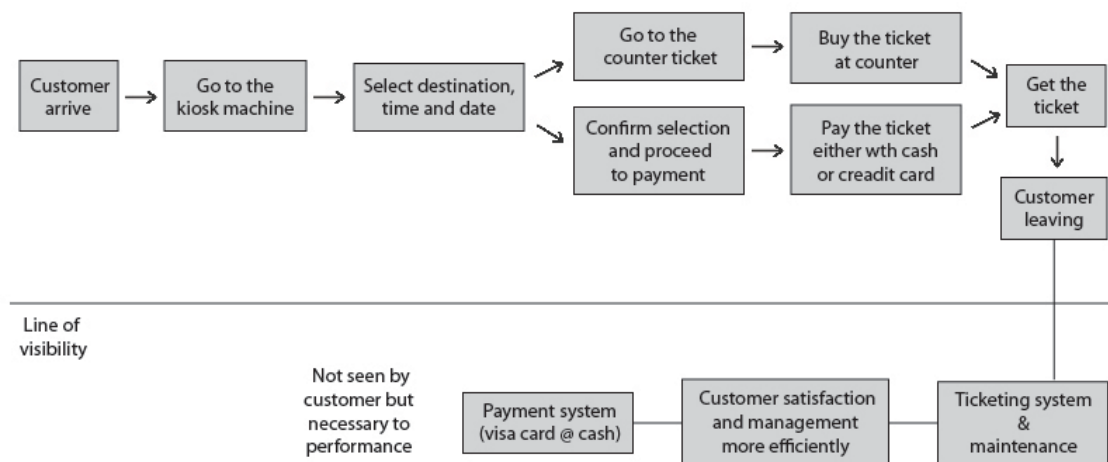 Customer
arrive
Go to the
kiosk machine
Select destination,
time and date
Go to the
counter ticket
Buy the ticket
at counter
Confirm selection
and proceed
to payment
Pay the ticket
either wth cash
or creadit card
Get the
ticket
Customer
leaving
Line of
visibility
Not seen by
customer but
necessary to
performance
Payment system
(visa card @ cash)
Customer satisfaction
and management
more efficiently
Ticketing system
&
maintenance